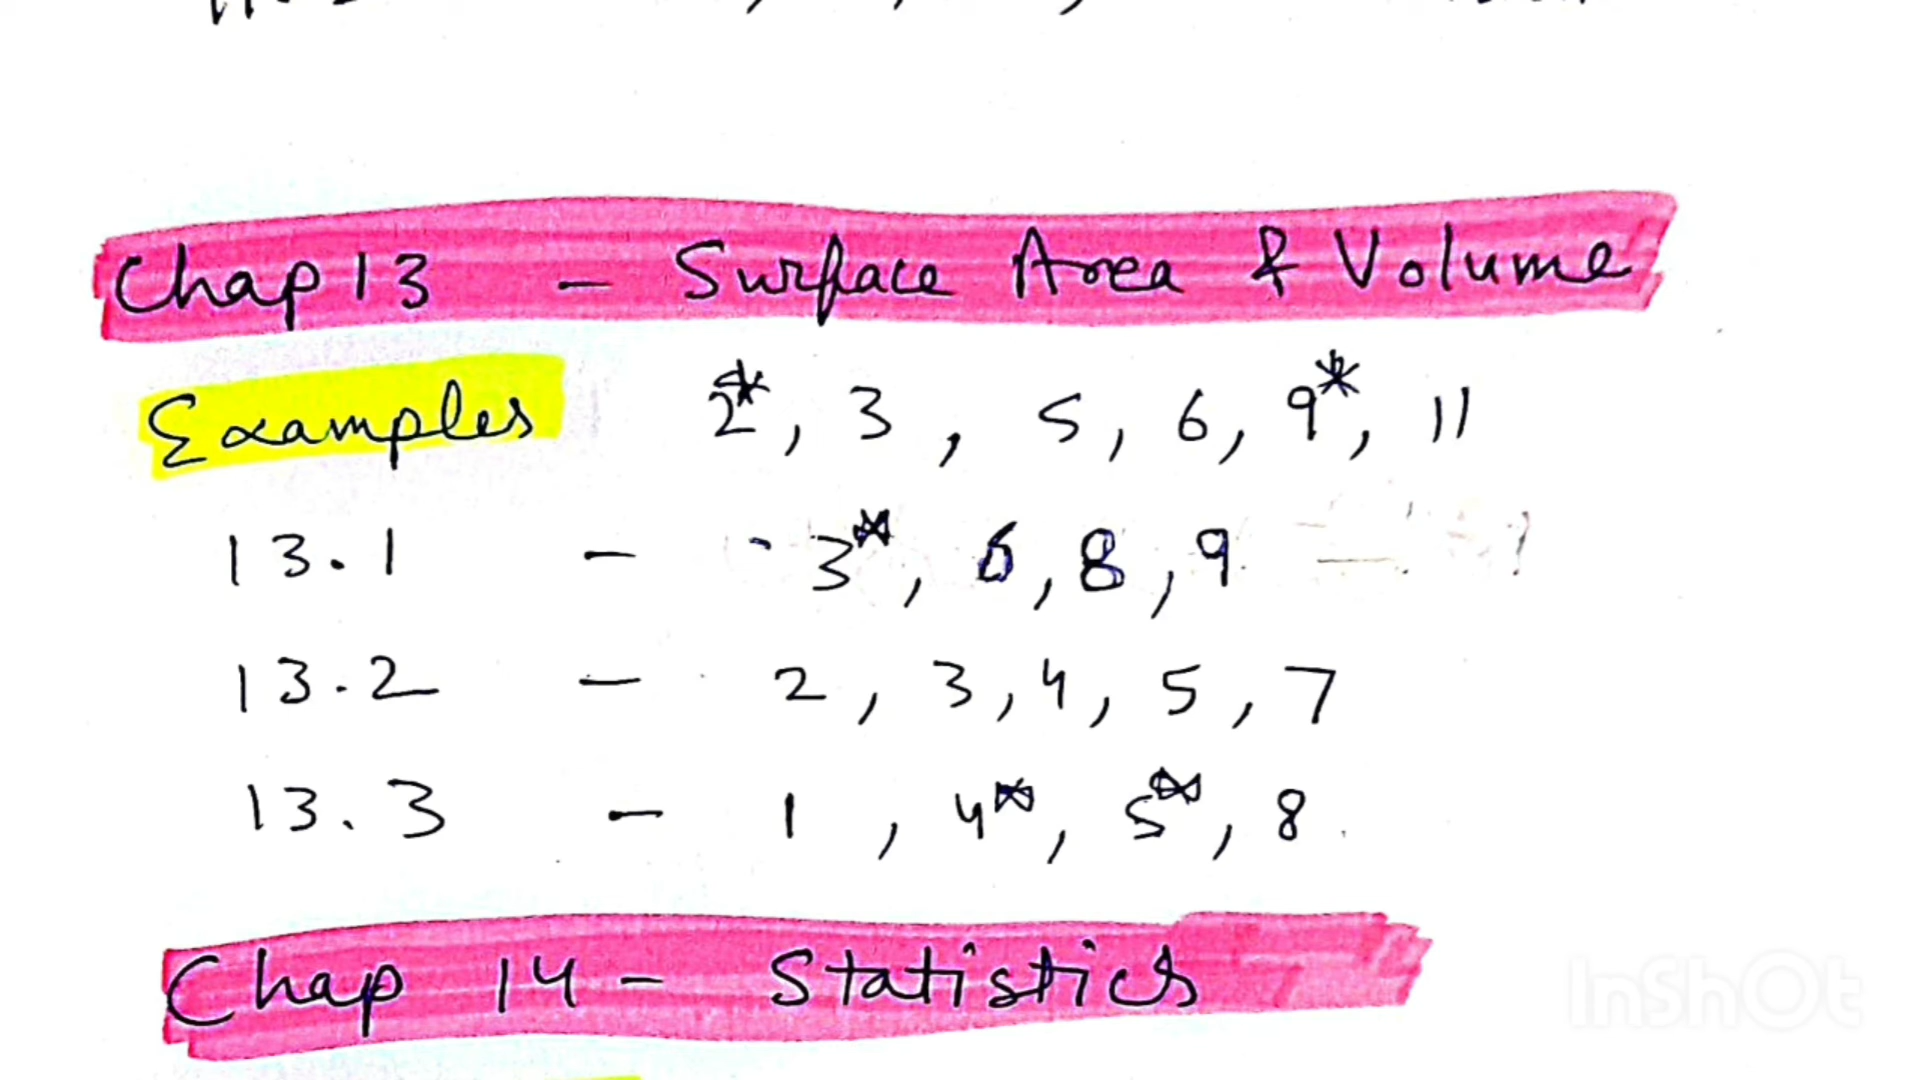 Chap 13 - Surface Area & Volume
Examples 2*, 3, 5, 6, 9*, 11
13.1 - 3*, 6, 8, 9
13.2 - 2, 3, 4, 5, 7
13.3 - 1, 4*, 5*, 8.
Chap 14 - Statistics
InShOt